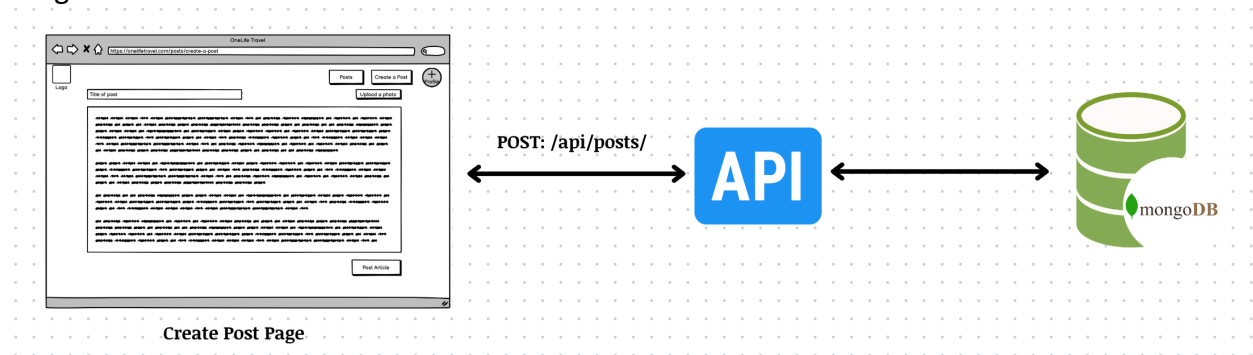 OneLife Travel
https://onelifetravel.com/posts/create-a-post
Logo
Posts
Create a Post
Profile
Title of post
Upload a photo
Post Article
Create Post Page
POST: /api/posts/
API
mongoDB